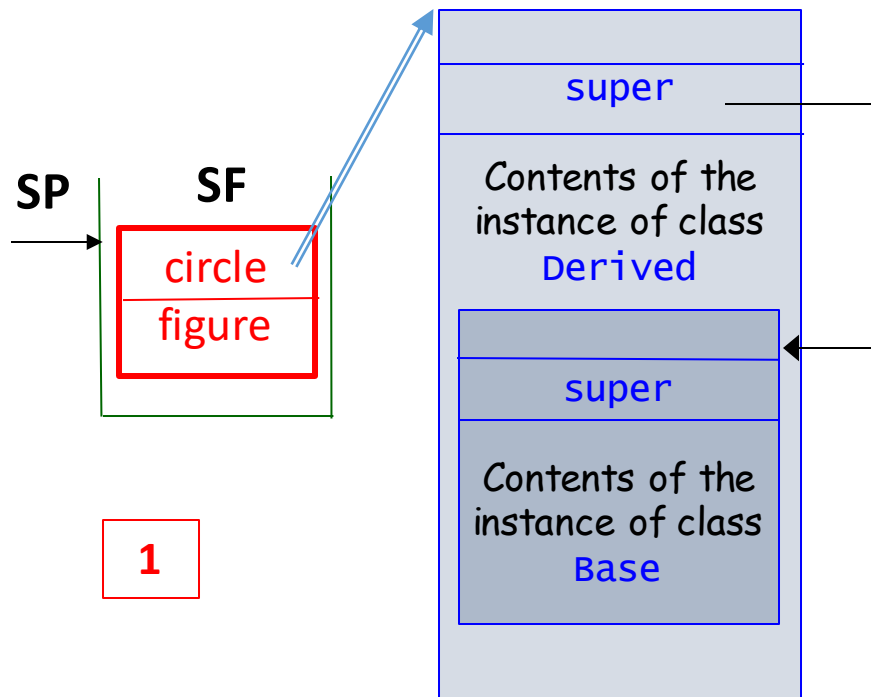 SP
SF
circle
figure
1
super
Contents of the
instance of class
Derived
super
Contents of the
instance of class
Base